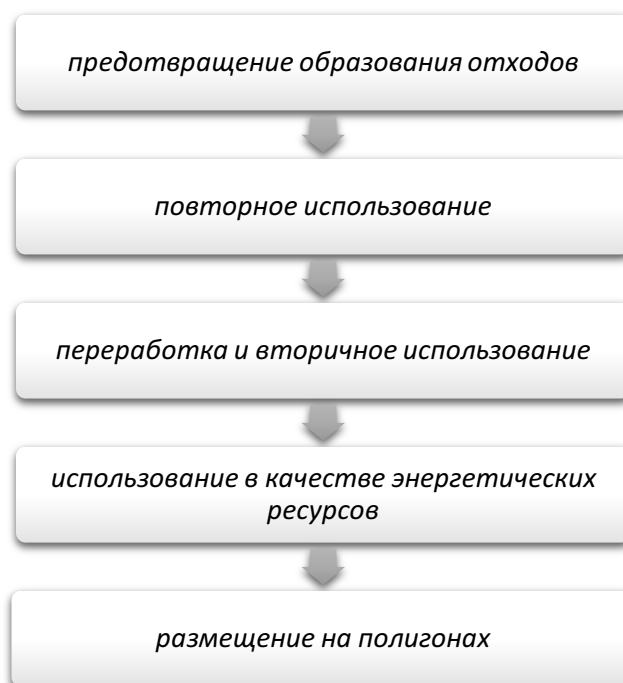 предотвращение образования отходов
повторное использование
переработка и вторичное использование
использование в качестве энергетических
ресурсов
размещение на полигонах